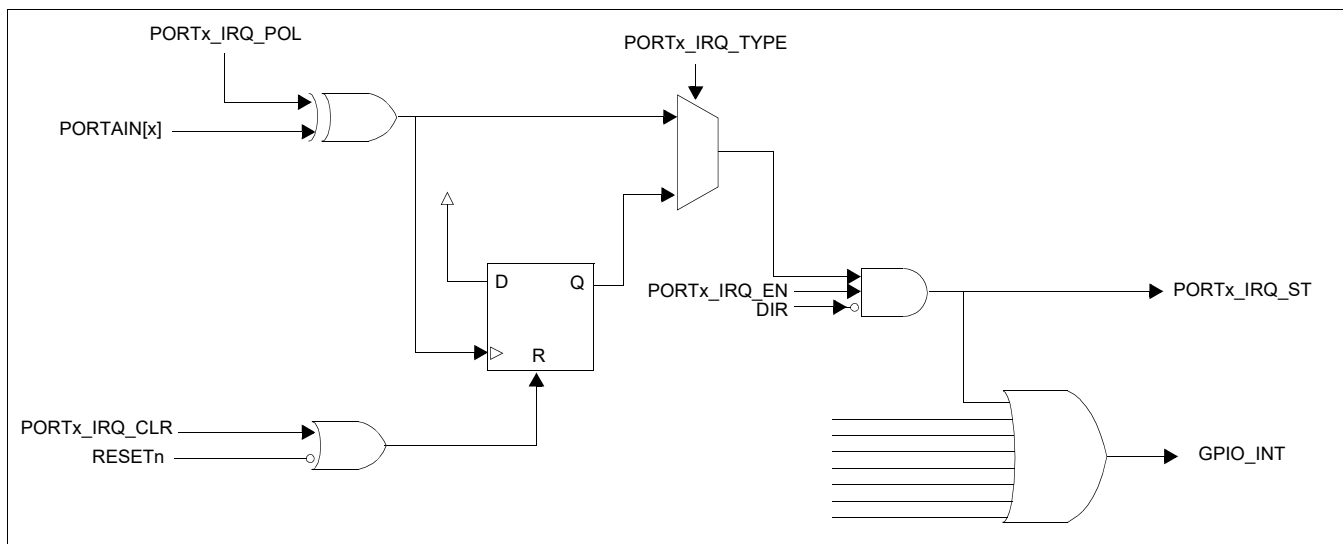 PORTx_IRQ_POL
PORTx_IRQ_TYPE
PORTAIN[x]
D
Q
R
PORTx_IRQ_EN
DIR
PORTx_IRQ_ST
PORTx_IRQ_CLR
RESETn
GPIO_INT